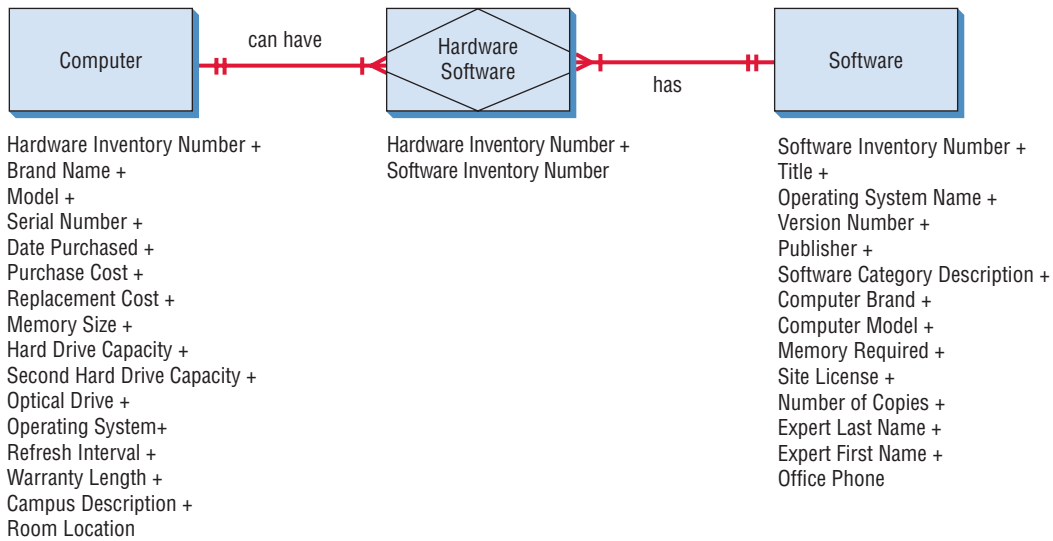 Computer
can have
Hardware
Software
has
Software
Hardware Inventory Number +
Brand Name +
Model +
Serial Number +
Date Purchased +
Purchase Cost +
Replacement Cost +
Memory Size +
Hard Drive Capacity +
Second Hard Drive Capacity +
Optical Drive +
Operating System+
Refresh Interval +
Warranty Length +
Campus Description +
Room Location
Hardware Inventory Number +
Software Inventory Number
Software Inventory Number +
Title +
Operating System Name +
Version Number +
Publisher +
Software Category Description +
Computer Brand +
Computer Model +
Memory Required +
Site License +
Number of Copies +
Expert Last Name +
Expert First Name +
Office Phone